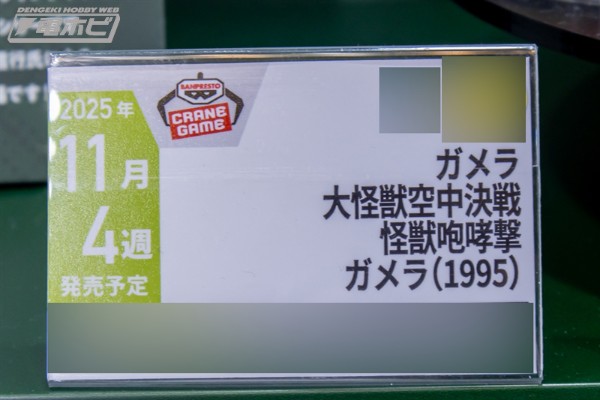 DENGEKI HOBBY WEB
電撃ホビー
2025年
11月
4週
発売予定
BANPRESTO
CRANE
GAME
ガメラ
大怪獣空中決戦
怪獣咆哮撃
ガメラ(1995)